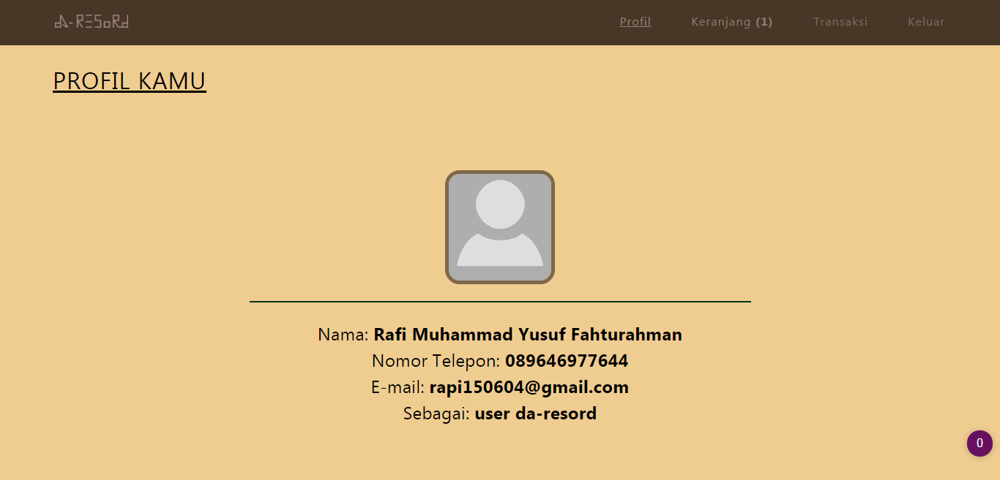 da-RESoRd
Profil Keranjang (1) Transaksi Keluar
PROFIL KAMU
Nama: Rafi Muhammad Yusuf Fahturahman
Nomor Telepon: 089646977644
E-mail: rapi150604@gmail.com
Sebagai: user da-resord
0